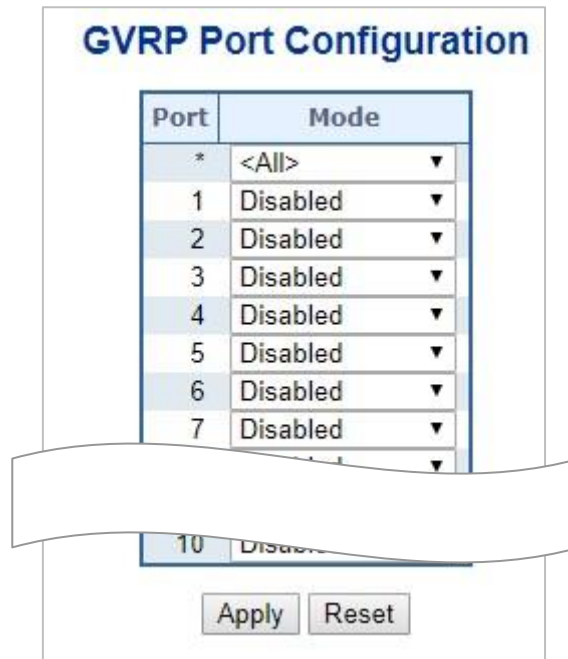 GVRP Port Configuration
Port Mode
* <All>
1 Disabled
2 Disabled
3 Disabled
4 Disabled
5 Disabled
6 Disabled
7 Disabled
10
Apply Reset